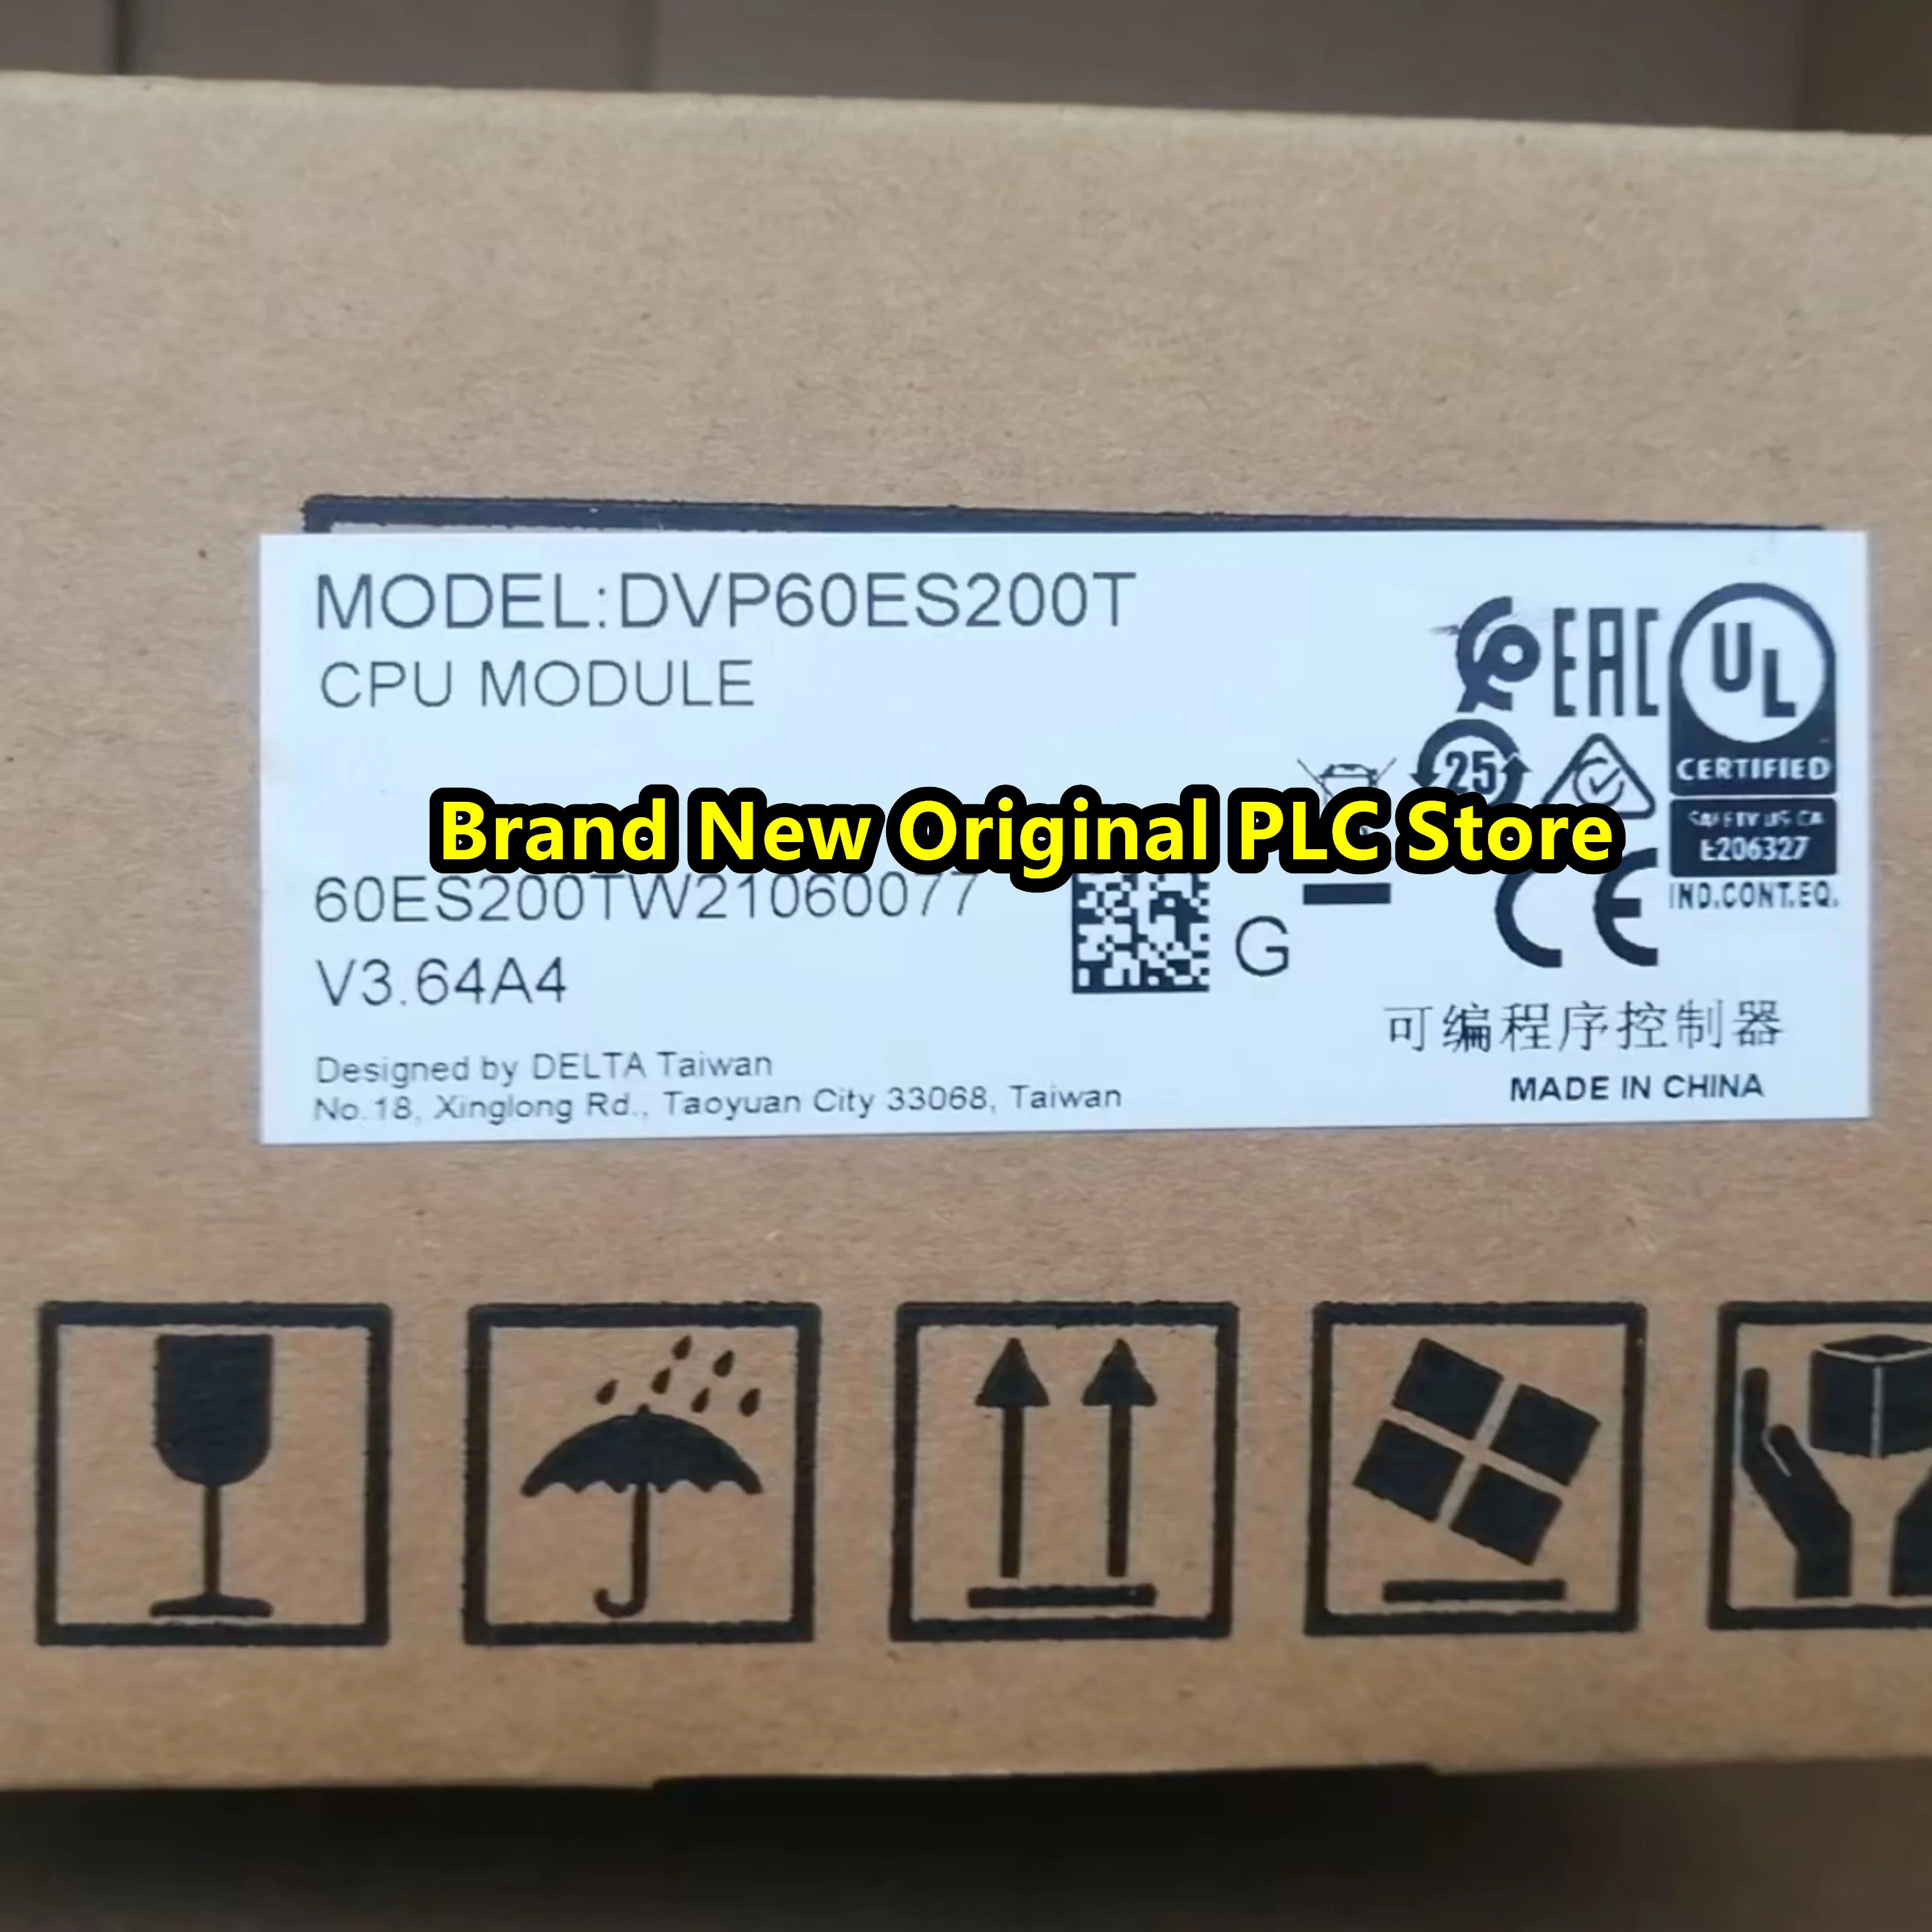 MODEL:DVP60ES200T
CPU MODULE
EAC
UL
25
CERTIFIED
SAFETY US CA
E206327
IND.CONT.EQ.
Brand New Original PLC Store
60ES200TW21060077
G
CE
V3.64A4
可编程序控制器
Designed by DELTA Taiwan
No.18, Xinglong Rd., Taoyuan City 33068, Taiwan
MADE IN CHINA